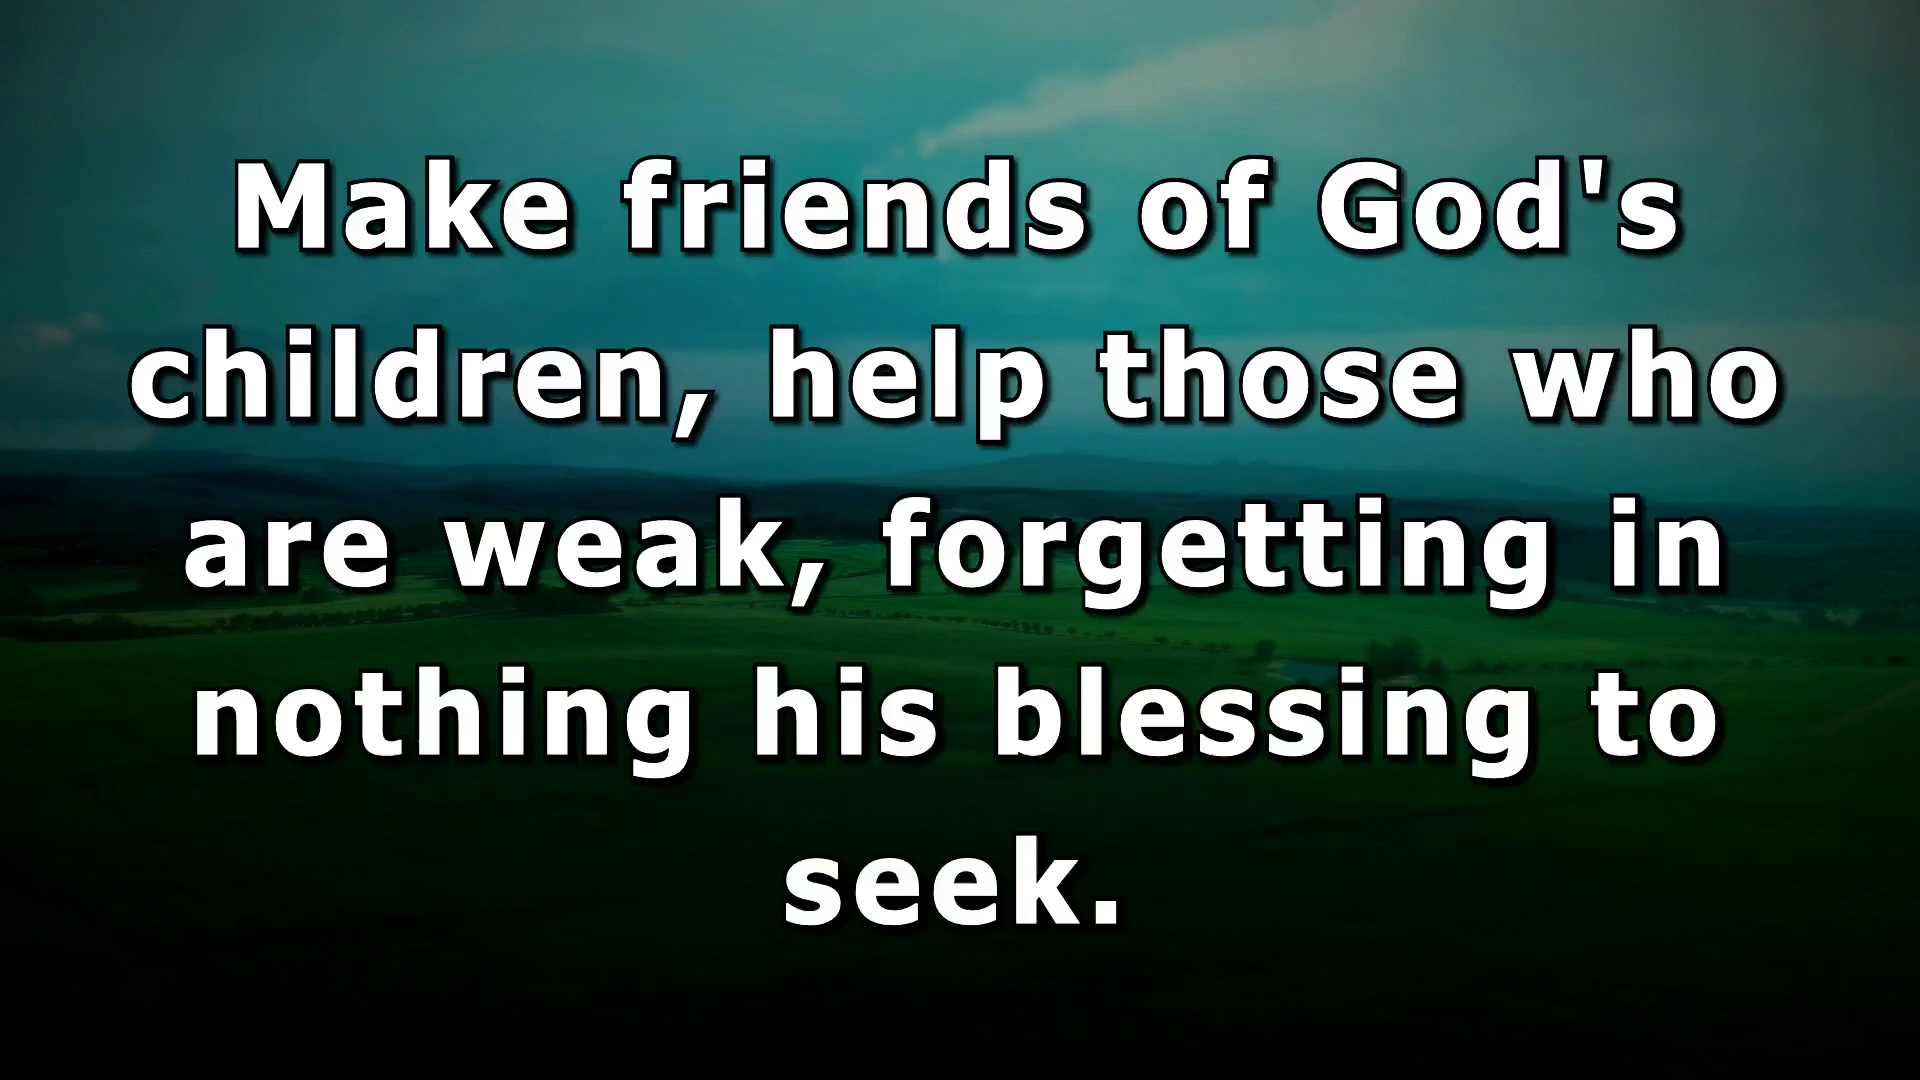 Make friends of God's
children, help those who
are weak, forgetting in
nothing his blessing to
seek.